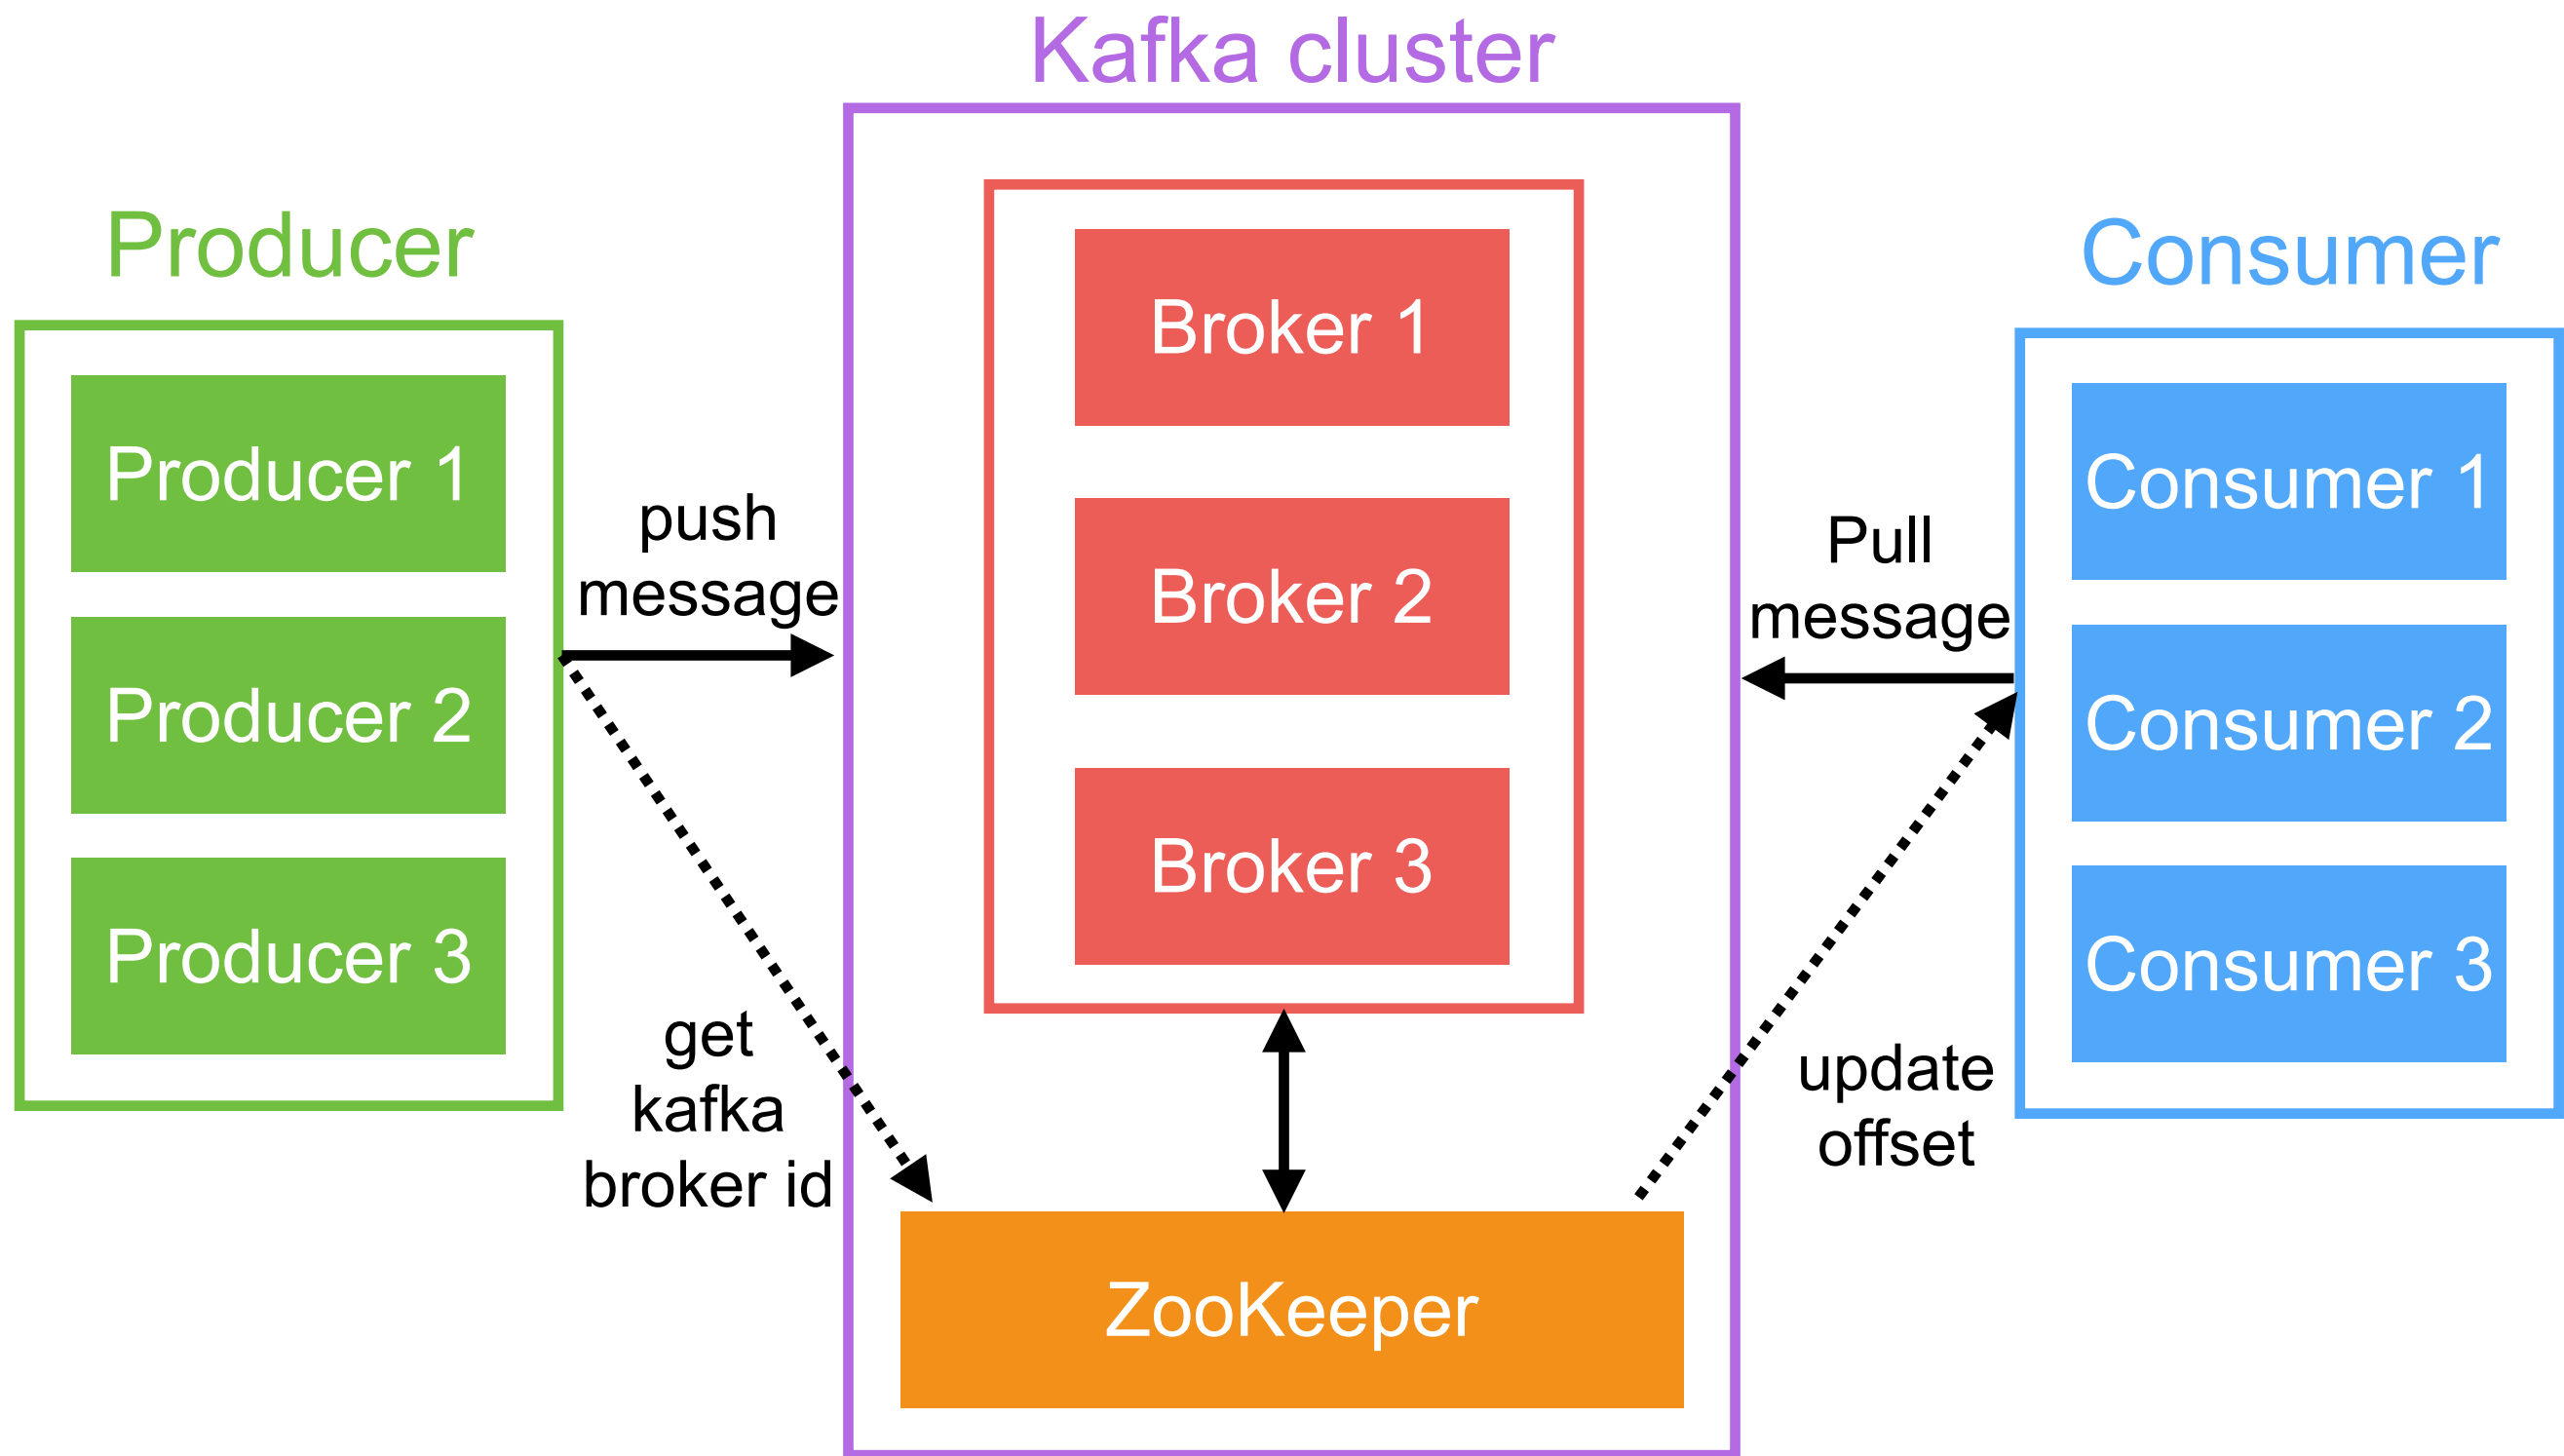 Kafka cluster
Producer
Producer 1
Producer 2
Producer 3
push
message
get
kafka
broker id
Broker 1
Broker 2
Broker 3
ZooKeeper
Pull
message
update
offset
Consumer
Consumer 1
Consumer 2
Consumer 3